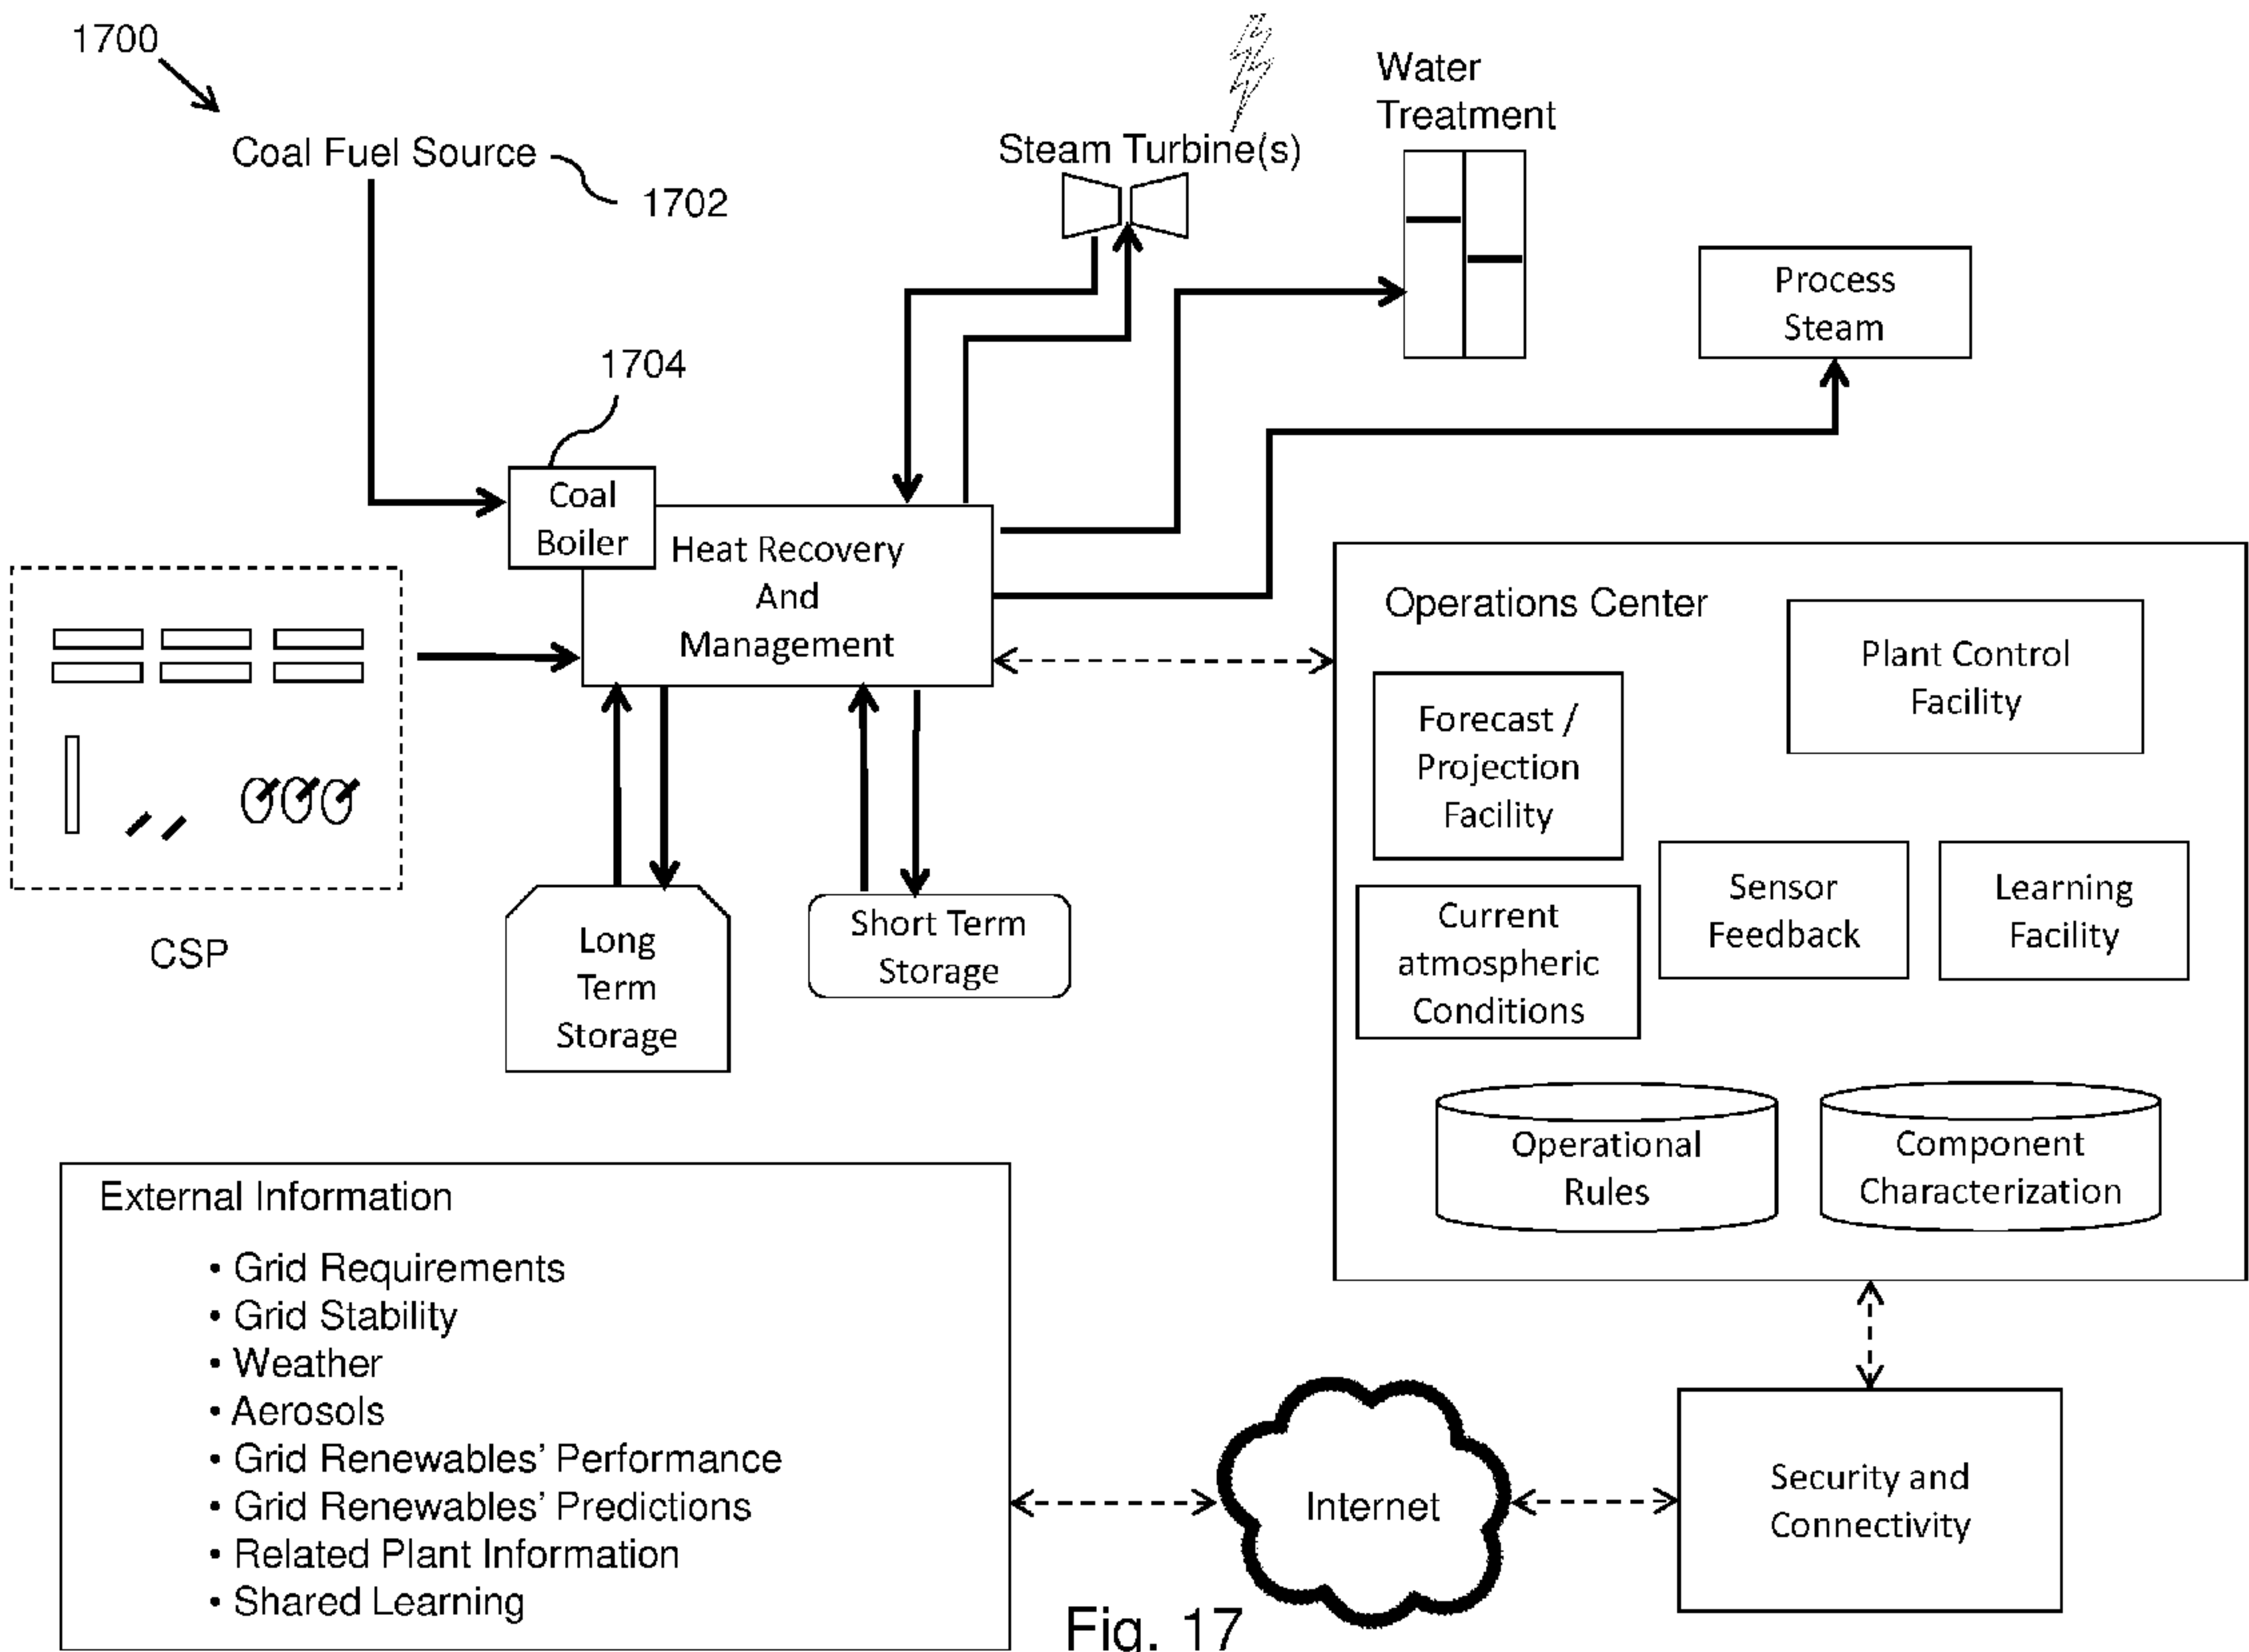 1700
Coal Fuel Source
1702
Steam Turbine(s)
Water
Treatment
Process
Steam
1704
Coal
Boiler
Heat Recovery
And
Management
CSP
Long
Term
Storage
Short Term
Storage
Operations Center
Plant Control
Facility
Forecast /
Projection
Facility
Sensor
Feedback
Learning
Facility
Current
atmospheric
Conditions
Operational
Rules
Component
Characterization
External Information
• Grid Requirements
• Grid Stability
• Weather
• Aerosols
• Grid Renewables’ Performance
• Grid Renewables’ Predictions
• Related Plant Information
• Shared Learning
Internet
Security and
Connectivity
Fig. 17